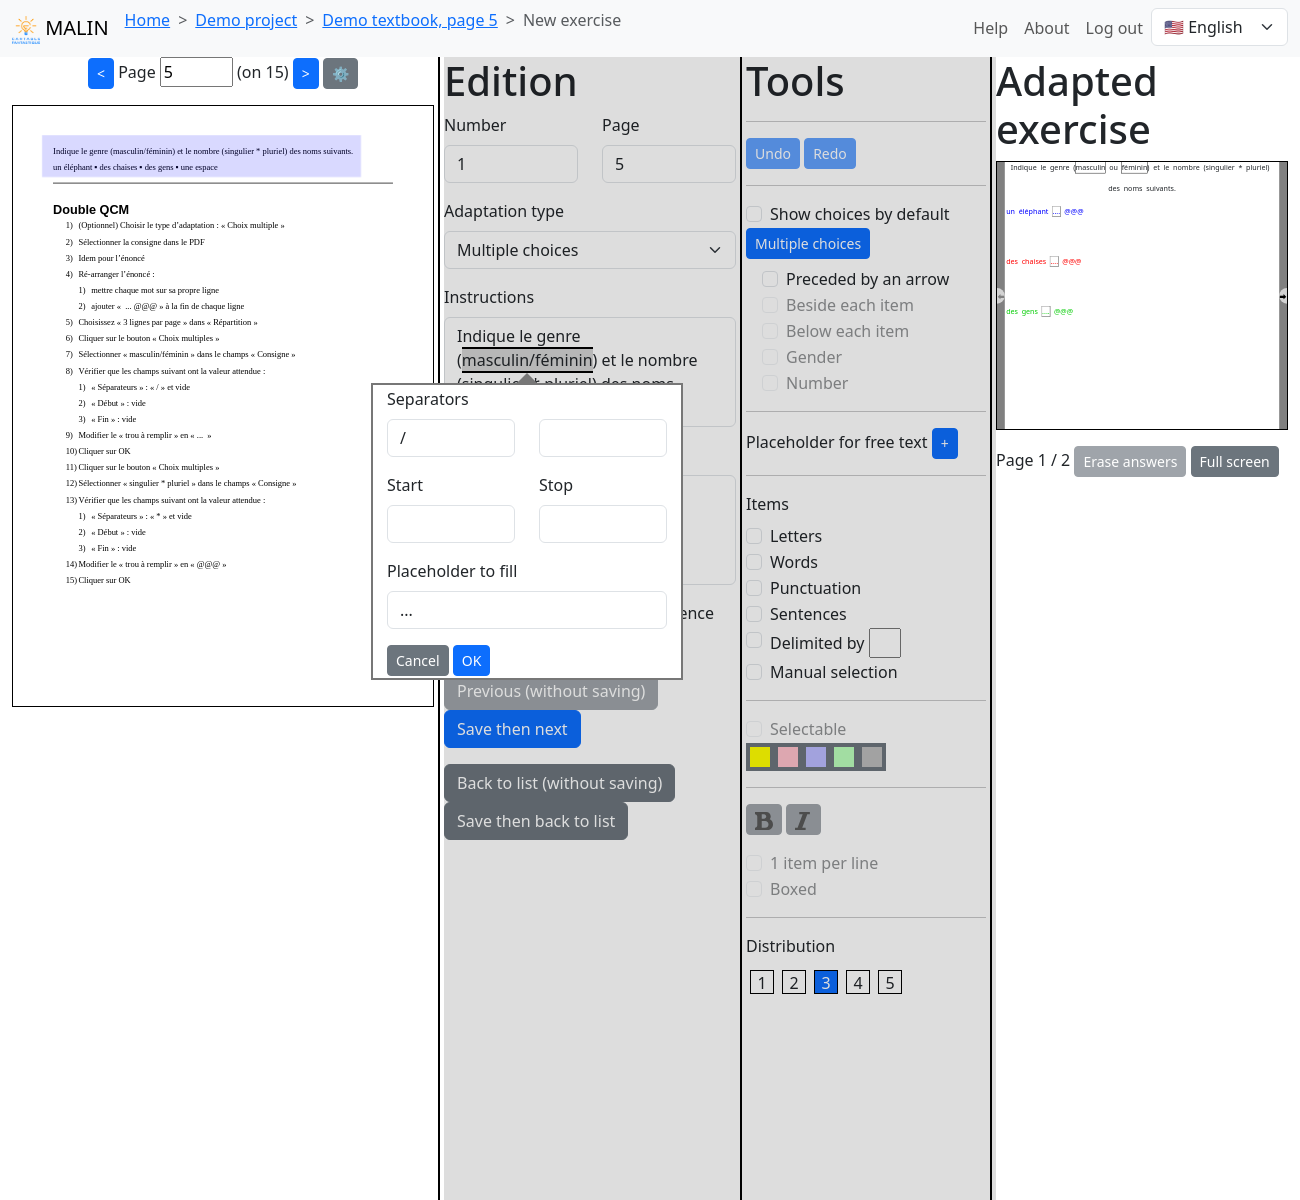 MALIN
Home > Demo project > Demo textbook, page 5 > New exercise
Help About Log out 🇺🇸 English
< Page 5 (on 15) > ⚙️
Indique le genre (masculin/féminin) et le nombre (singulier * pluriel) des noms suivants.
un éléphant • des chaises • des gens • une espace
Double QCM
1) (Optionnel) Choisir le type d'adaptation : « Choix multiple »
2) Sélectionner la consigne dans le PDF
3) Idem pour l'énoncé
4) Ré-arranger l'énoncé :
1) mettre chaque mot sur sa propre ligne
2) ajouter « ... @@@ » à la fin de chaque ligne
5) Choisissez « 3 lignes par page » dans « Répartition »
6) Cliquer sur le bouton « Choix multiples »
7) Sélectionner « masculin/féminin » dans le champs « Consigne »
8) Vérifier que les champs suivant ont la valeur attendue :
1) « Séparateurs » : « / » et vide
2) « Début » : vide
3) « Fin » : vide
9) Modifier le « trou à remplir » en « ... »
10) Cliquer sur OK
11) Cliquer sur le bouton « Choix multiples »
12) Sélectionner « singulier * pluriel » dans le champs « Consigne »
13) Vérifier que les champs suivant ont la valeur attendue :
1) « Séparateurs » : « * » et vide
2) « Début » : vide
3) « Fin » : vide
14) Modifier le « trou à remplir » en « @@@ »
15) Cliquer sur OK
Edition
Number Page
1 5
Adaptation type
Multiple choices
Instructions
Indique le genre
(masculin/féminin) et le nombre
(singulier * pluriel) des noms
Separators
/
Start Stop
Placeholder to fill
...
Cancel OK
ence
Previous (without saving)
Save then next
Back to list (without saving)
Save then back to list
Tools
Undo Redo
Show choices by default
Multiple choices
Preceded by an arrow
Beside each item
Below each item
Gender
Number
Placeholder for free text +
Items
Letters
Words
Punctuation
Sentences
Delimited by
Manual selection
Selectable
B I
1 item per line
Boxed
Distribution
1 2 3 4 5
Adapted
exercise
Indique le genre (masculin ou féminin) et le nombre (singulier * pluriel)
des noms suivants.
un éléphant .... @@@
des chaises .... @@@
des gens .... @@@
Page 1 / 2 Erase answers Full screen